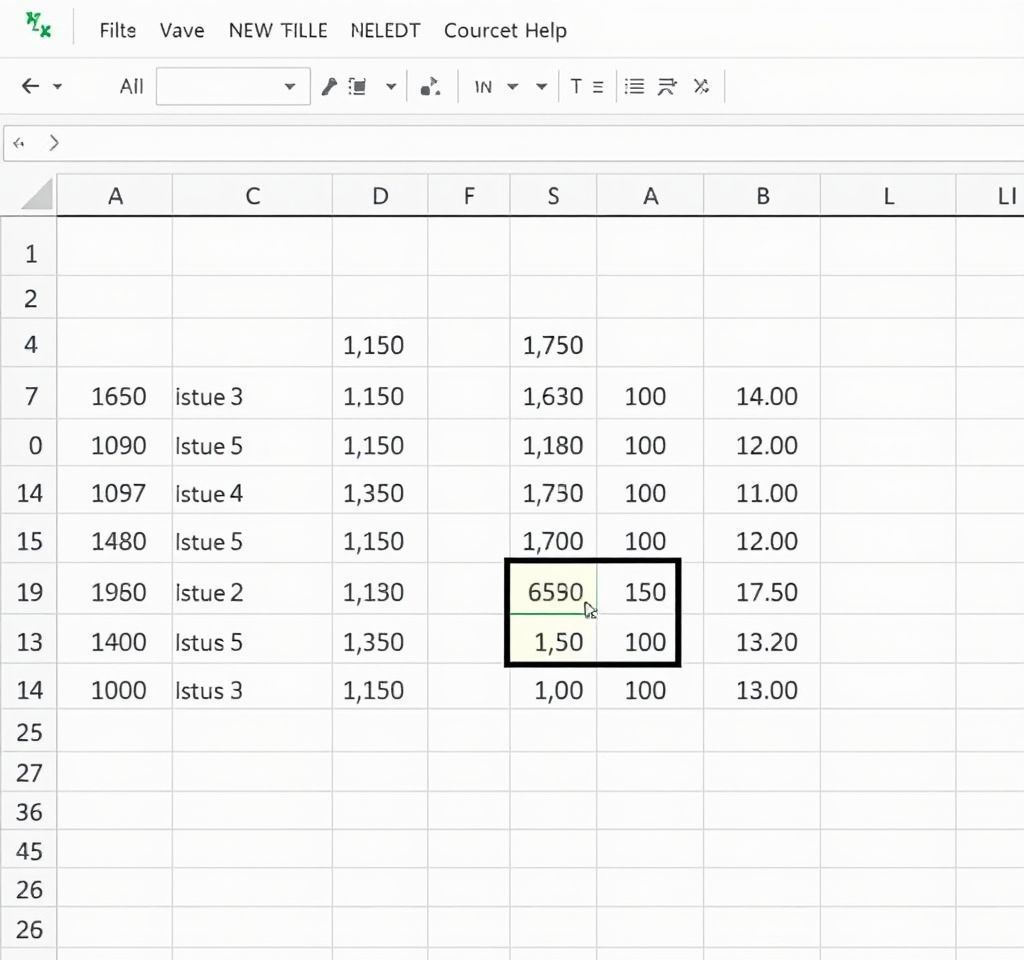 Filte Vave NEW TILLE NELEDT Courcet Help
All IN T
A C D F S A B L LI
1
2
4 1,150 1,750
7 1650 istue 3 1,150 1,630 100 14.00
0 1090 Istue 5 1,150 1,180 100 12.00
14 1097 Istue 4 1,350 1,730 100 11.00
15 1480 Istue 5 1,150 1,700 100 12.00
19 1960 Istue 2 1,130 6590 150 17.50
13 1400 Istus 5 1,350 1,50 100 13.20
14 1000 Istus 3 1,150 1,00 100 13.00
25
27
36
45
26
26